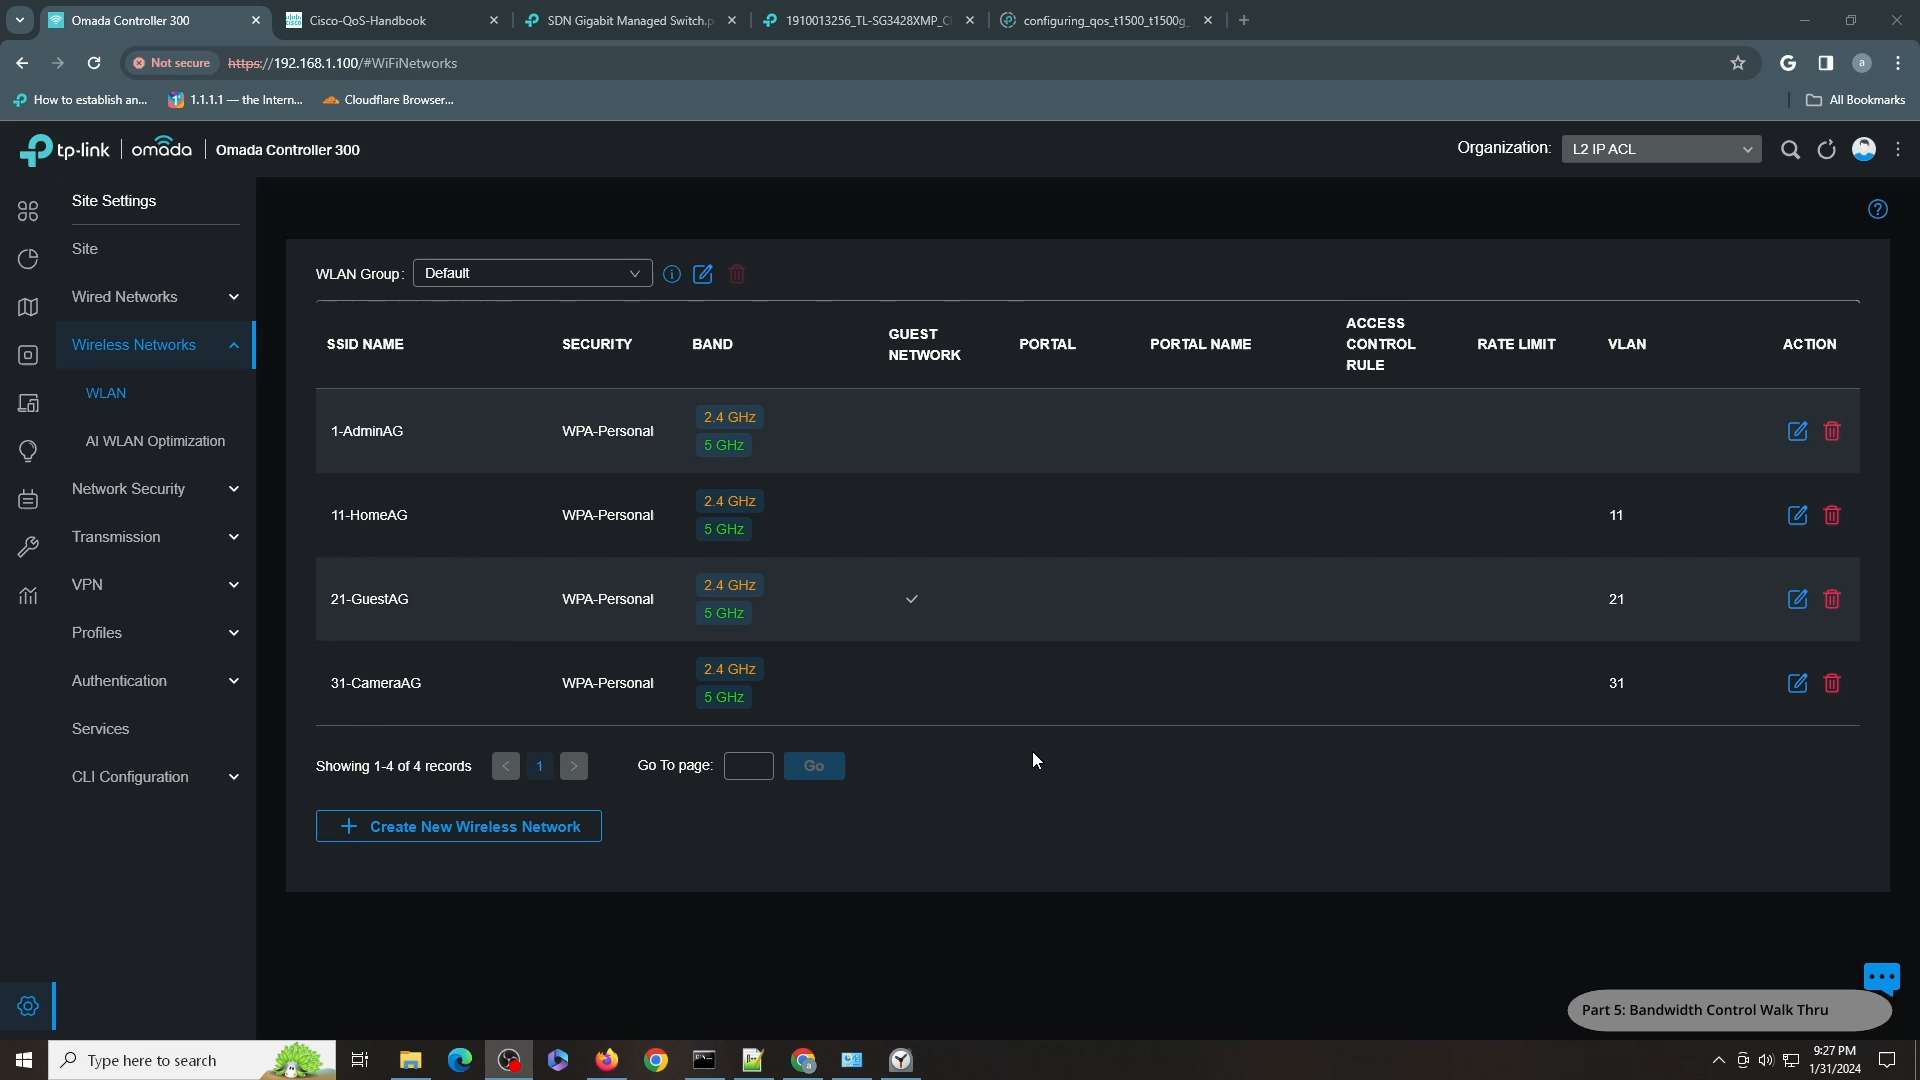 Omada Controller 300
Cisco-QoS-Handbook
SDN Gigabit Managed Switch.p
1910013256_TL-SG3428XMP_C
configuring_qos_t1500_t1500g_
Not secure
https://192.168.1.100/#WiFiNetworks
a
How to establish an...
1.1.1.1 — the Intern...
Cloudflare Browser...
All Bookmarks
tp-link
omada
Omada Controller 300
Organization:
L2 IP ACL
Site Settings
Site
Wired Networks
Wireless Networks
WLAN
AI WLAN Optimization
Network Security
Transmission
VPN
Profiles
Authentication
Services
CLI Configuration
WLAN Group:
Default
SSID NAME
SECURITY
BAND
GUEST
NETWORK
PORTAL
PORTAL NAME
ACCESS
CONTROL
RULE
RATE LIMIT
VLAN
ACTION
1-AdminAG
WPA-Personal
2.4 GHz
5 GHz
11-HomeAG
WPA-Personal
2.4 GHz
5 GHz
11
21-GuestAG
WPA-Personal
2.4 GHz
5 GHz
21
31-CameraAG
WPA-Personal
2.4 GHz
5 GHz
31
Showing 1-4 of 4 records
< 1 >
Go To page:
Go
+ Create New Wireless Network
Part 5: Bandwidth Control Walk Thru
Type here to search
9:27 PM
1/31/2024